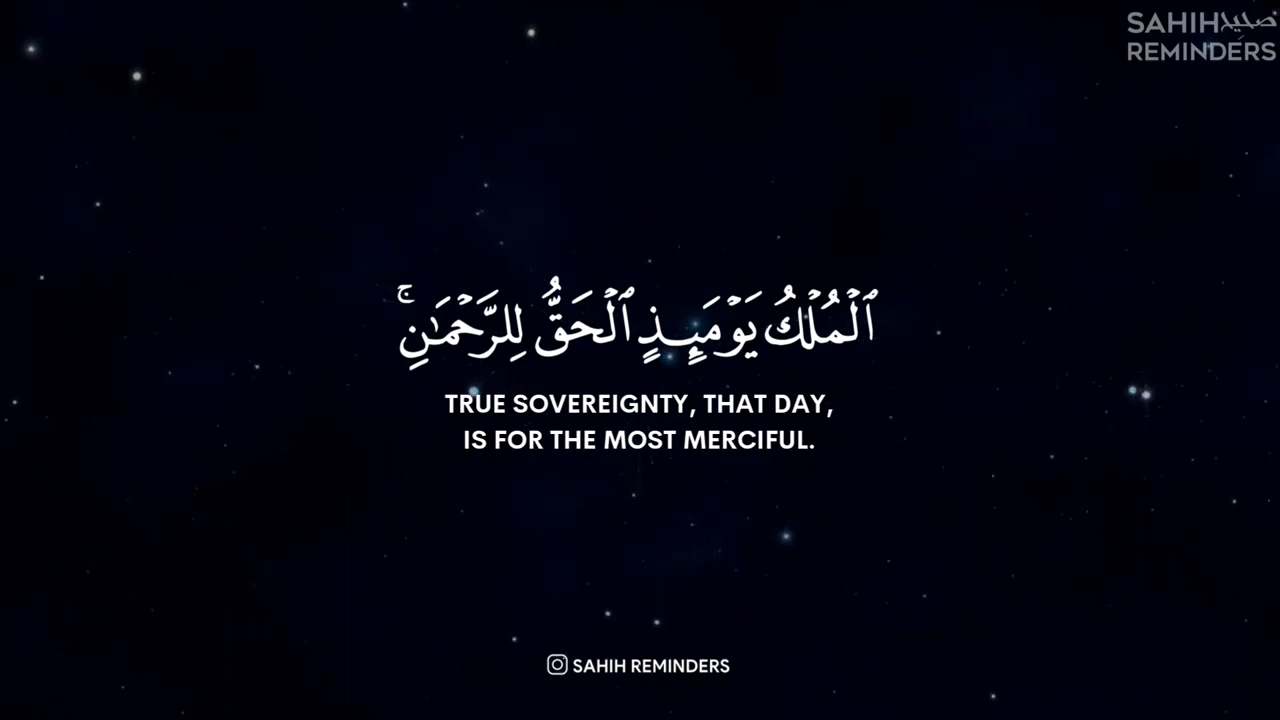 SAHIH صحيح
REMINDERS
ٱلْمُلْكُ يَوْمَئِذٍ ٱلْحَقُّ لِلرَّحْمَٰنِ ۚ
TRUE SOVEREIGNTY, THAT DAY,
IS FOR THE MOST MERCIFUL.
SAHIH REMINDERS